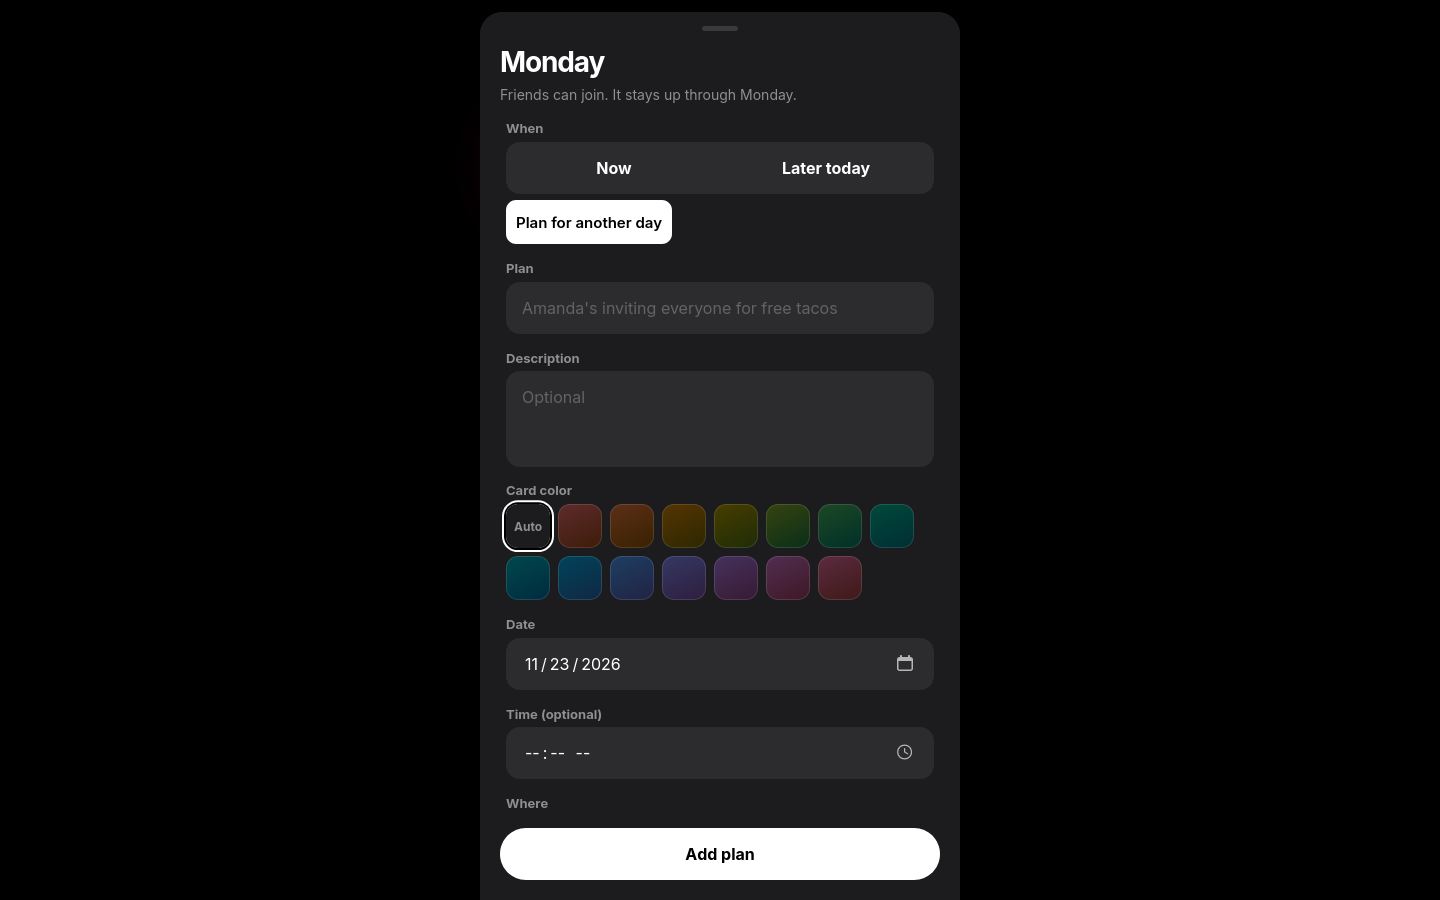 Monday
Friends can join. It stays up through Monday.
When
Now
Later today
Plan for another day
Plan
Amanda's inviting everyone for free tacos
Description
Optional
Card color
Auto
Date
11/23/2026
Time (optional)
--:-- --
Where
Add plan